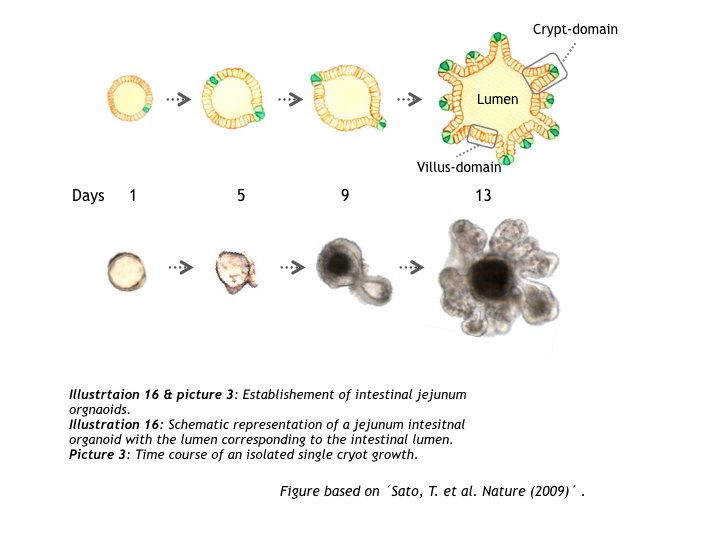 Crypt-domain
Lumen
Villus-domain
Days 1 5 9 13
Illustrtaion 16 & picture 3: Establishement of intestinal jejunum
orgnaoids.
Illustration 16: Schematic representation of a jejunum intesitnal
organoid with the lumen corresponding to the intestinal lumen.
Picture 3: Time course of an isolated single cryot growth.
Figure based on ´Sato, T. et al. Nature (2009)´ .